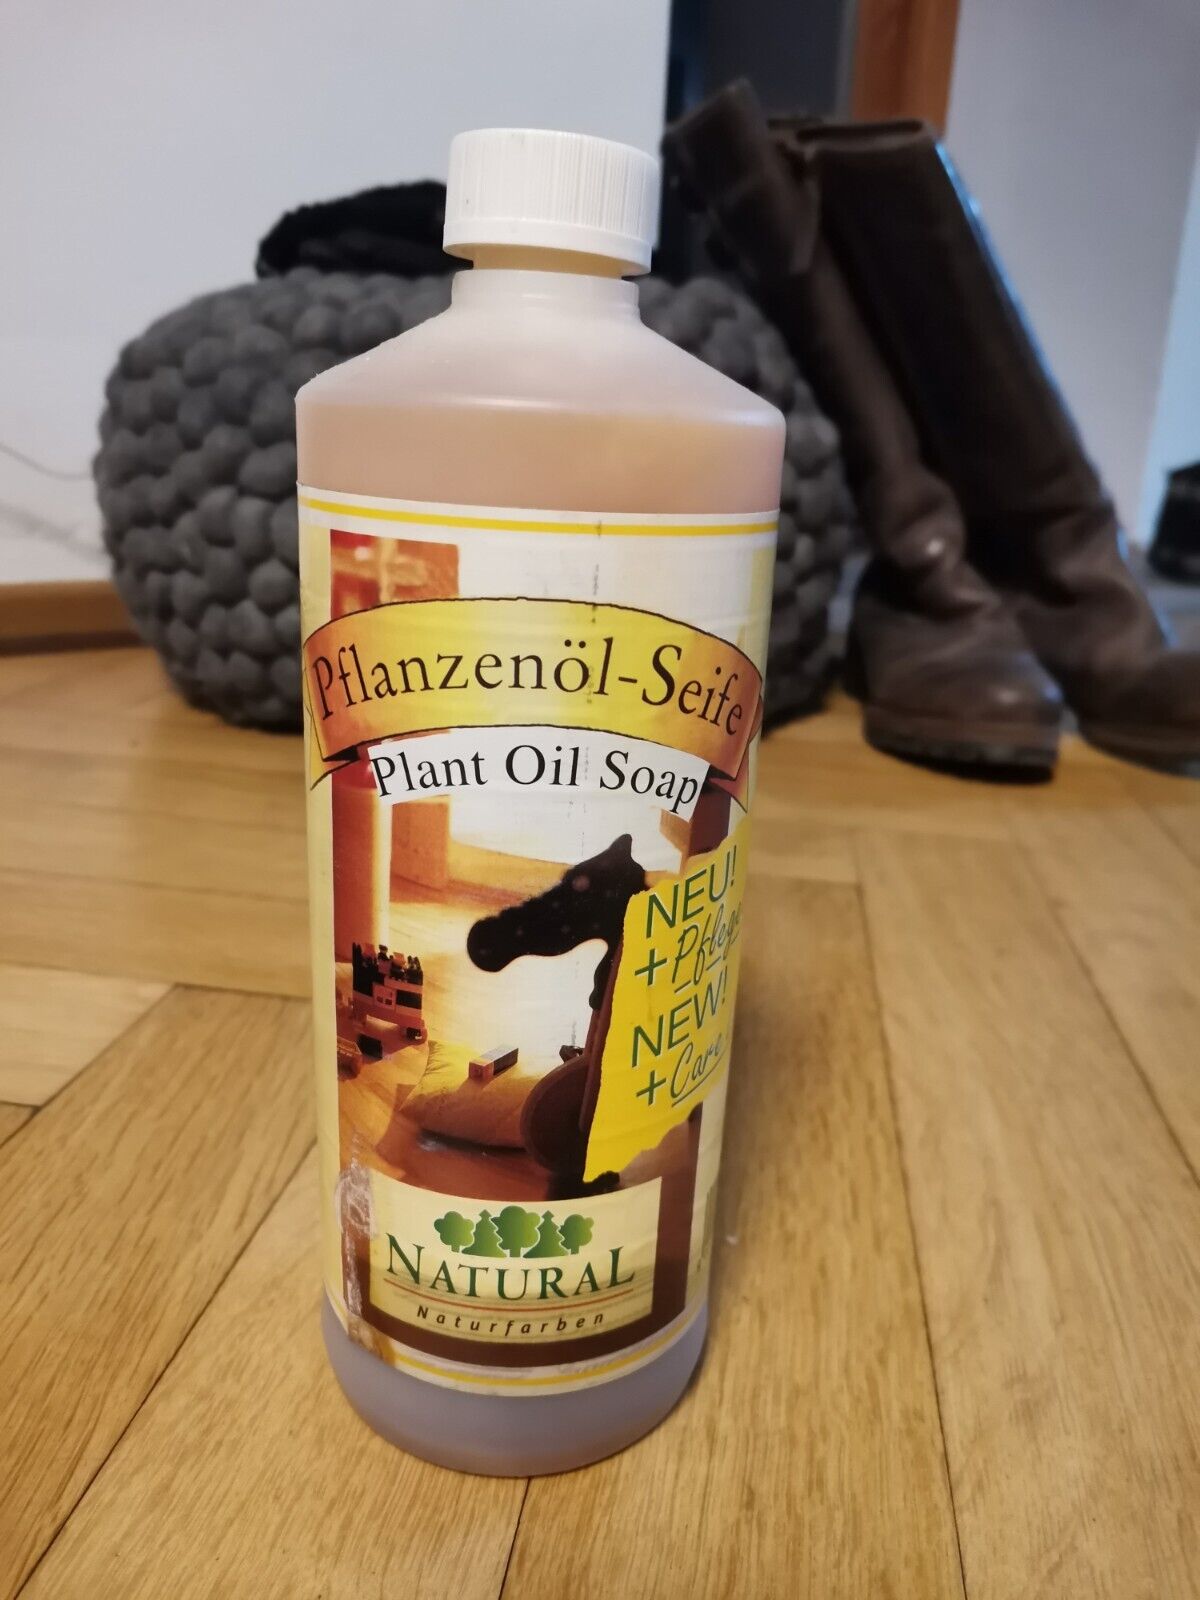 Pflanzenöl-Seife
Plant Oil Soap
NEU!
+ Pflege
NEW!
+ Care!
NATURAL
Naturfarben